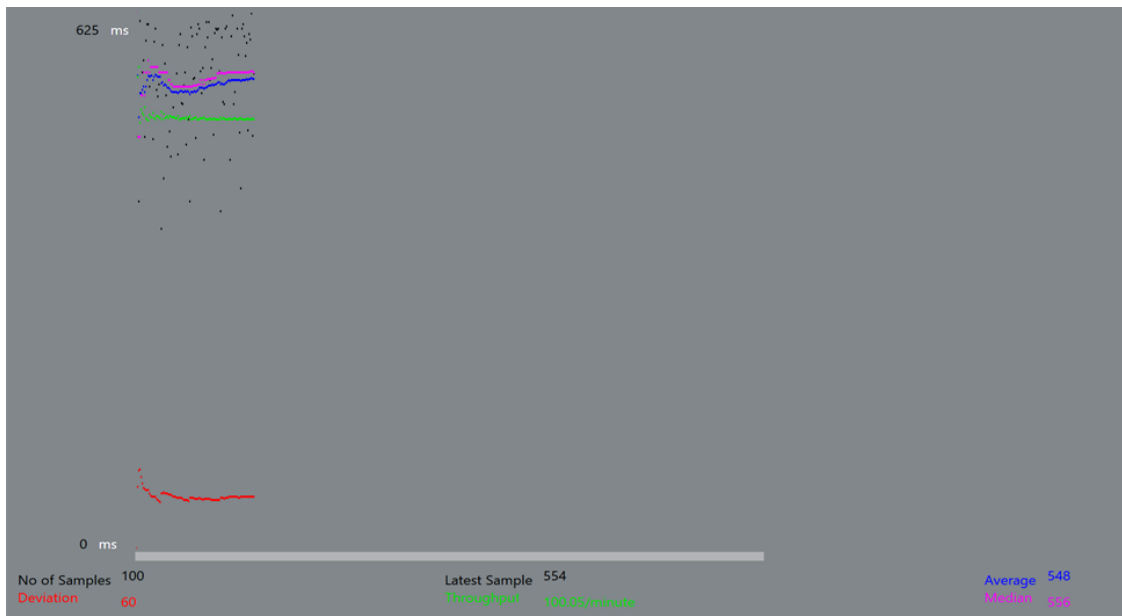 625 ms
0 ms
No of Samples 100 Latest Sample 554 Average 548
Deviation 60 Throughput Median 556